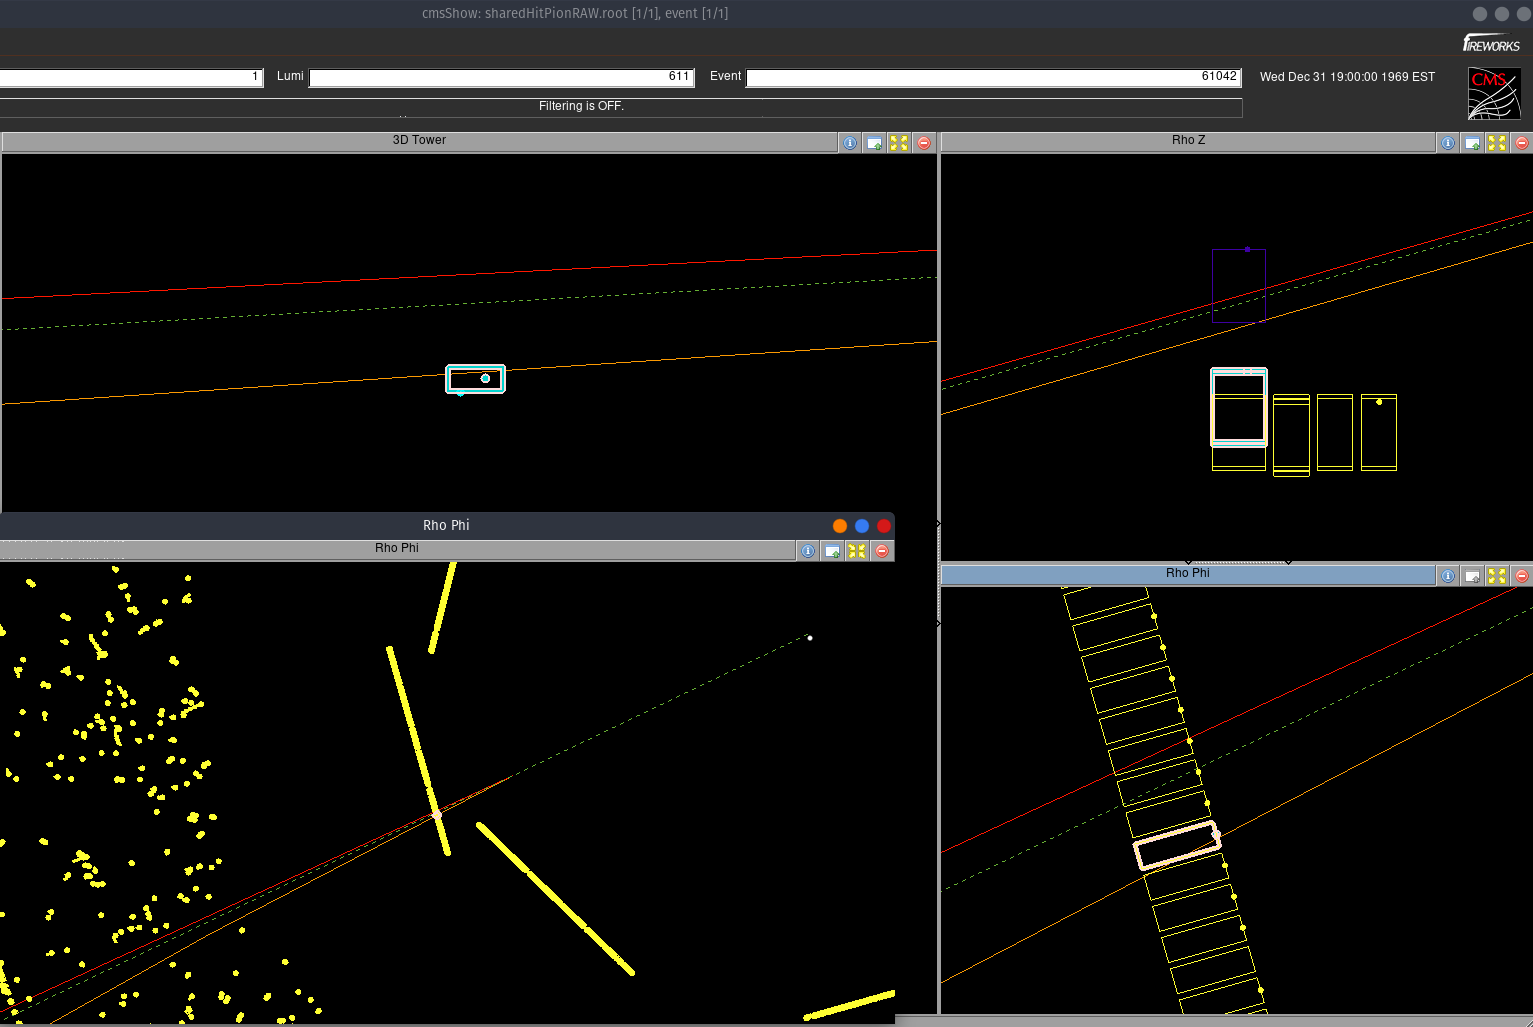 cmsShow: sharedHitPionRAW.root [1/1], event [1/1]
FIREWORKS
1 Lumi 611 Event 61042 Wed Dec 31 19:00:00 1969 EST
CMS
Filtering is OFF.
3D Tower
Rho Z
Rho Phi
Rho Phi
Rho Phi